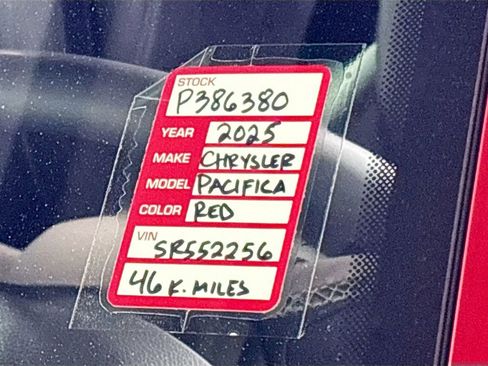 STOCK
P386380
YEAR 2025
MAKE CHRYSLER
MODEL PACIFICA
COLOR RED
VIN
SR552256
46 K. MILES